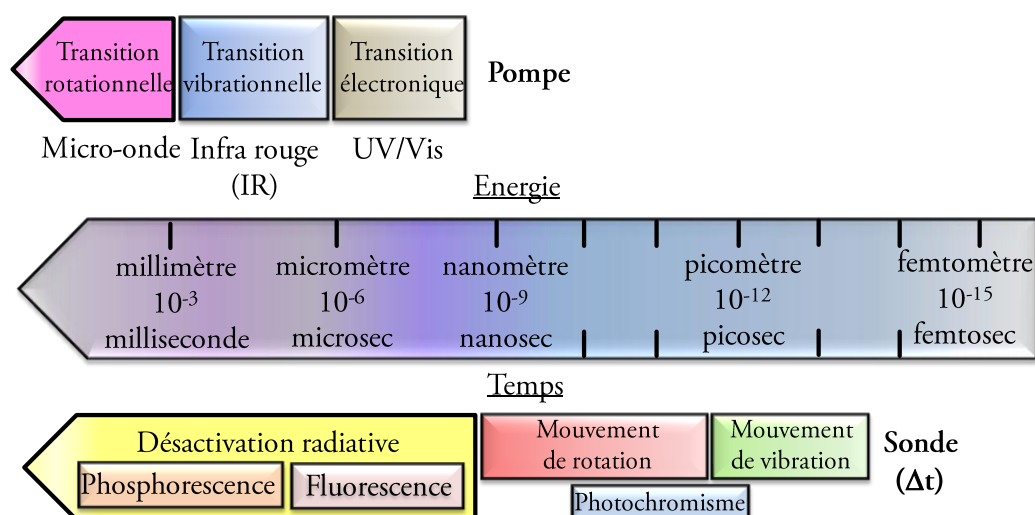 Transition
rotationnelle
Transition
vibrationnelle
Transition
électronique
Pompe
Micro-onde
Infra rouge
(IR)
UV/Vis
Energie
millimètre
10-3
milliseconde
micromètre
10-6
microsec
nanomètre
10-9
nanosec
picomètre
10-12
picosec
femtomètre
10-15
femtosec
Temps
Désactivation radiative
Phosphorescence
Fluorescence
Mouvement
de rotation
Mouvement
de vibration
Photochromisme
Sonde
(Δt)